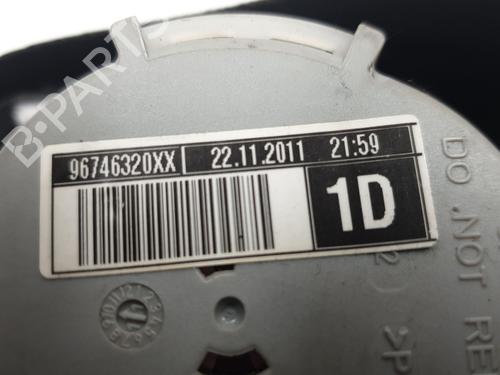 96746320XX 22.11.2011 21:59
1D
DO .NOT RE
>P
B-PARTS